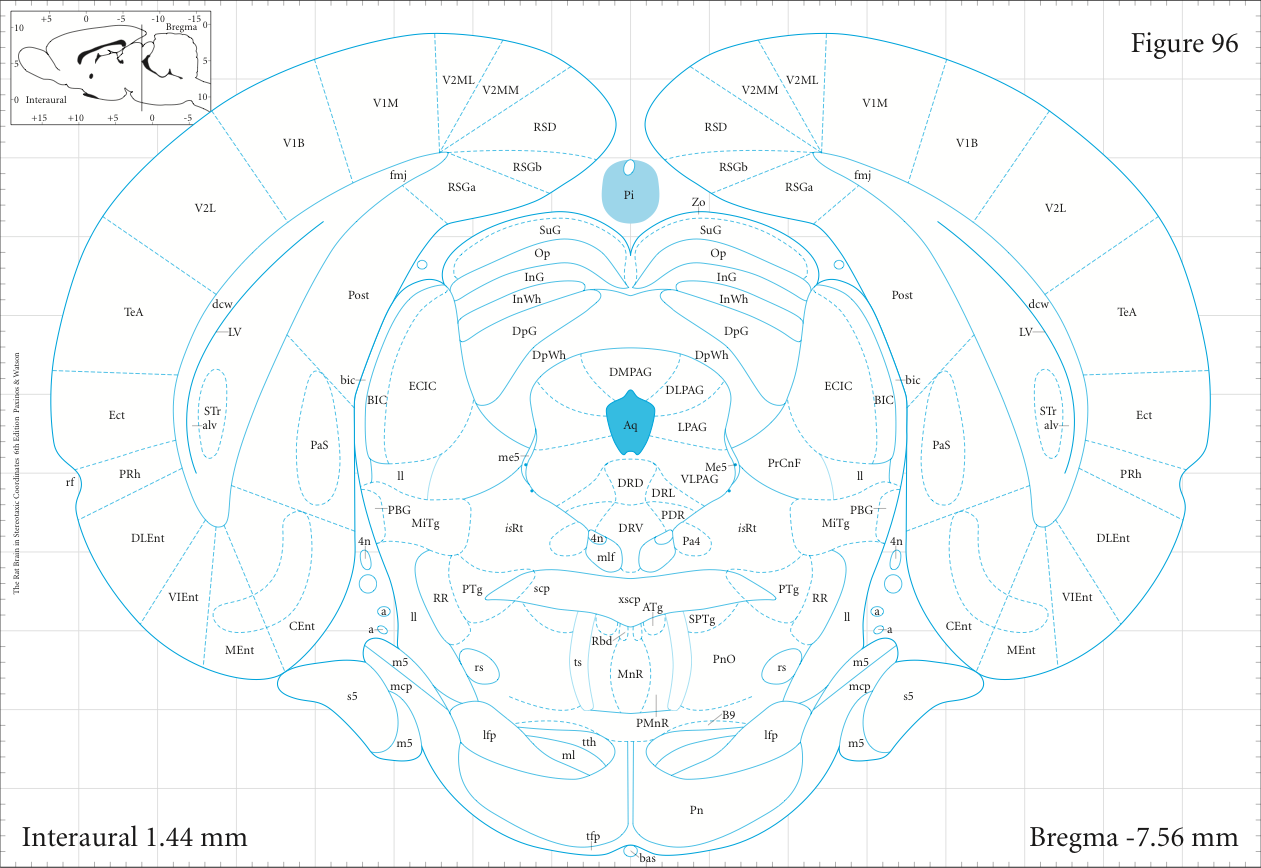 +5 0 -5 -10 -15
Bregma 0
10
5 5
0 Interaural 10
+15 +10 +5 0 -5
Figure 96
V2ML V2ML
V2MM V2MM
V1M V1M
RSD RSD
V1B V1B
RSGb RSGb
fmj fmj
RSGa RSGa
Pi
Zo
V2L V2L
SuG SuG
Op Op
InG InG
Post Post
InWh InWh
dcw dcw
TeA TeA
LV DpG DpG LV
DpWh DpWh
DMPAG
bic ECIC DLPAG ECIC bic
BIC BIC
Ect STr STr Ect
alv Aq LPAG alv
PaS PaS
me5 Me5 PrCnF
PRh ll VLPAG ll PRh
rf DRD
DRL
PBG PDR PBG
MiTg isRt DRV isRt MiTg
DLEnt 4n 4n Pa4 4n DLEnt
mlf
PTg scp PTg
VIEnt RR xscp RR VIEnt
ATg
a a
ll SPTg ll
CEnt a Rbd a CEnt
MEnt MEnt
m5 ts PnO m5
rs MnR rs
mcp mcp
s5 s5
PMnR B9
lfp lfp
m5 tth m5
ml
Pn
tfp
bas
Interaural 1.44 mm
Bregma -7.56 mm
The Rat Brain in Stereotaxic Coordinates 6th Edition Paxinos & Watson